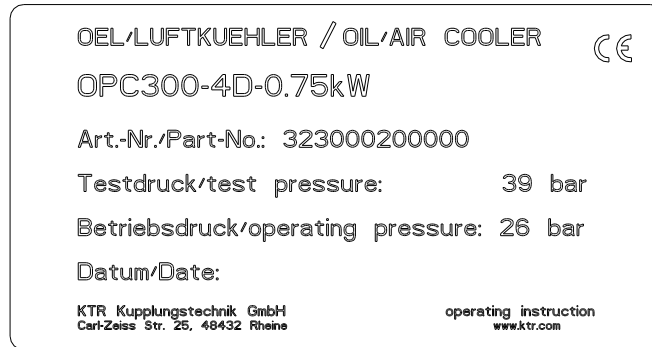 OEL/LUFTKUEHLER / OIL/AIR COOLER
CE
OPC300-4D-0.75kW
Art.-Nr./Part-No.: 323000200000
Testdruck/test pressure: 39 bar
Betriebsdruck/operating pressure: 26 bar
Datum/Date:
KTR Kupplungstechnik GmbH
Carl-Zeiss Str. 25, 48432 Rheine
operating instruction
www.ktr.com